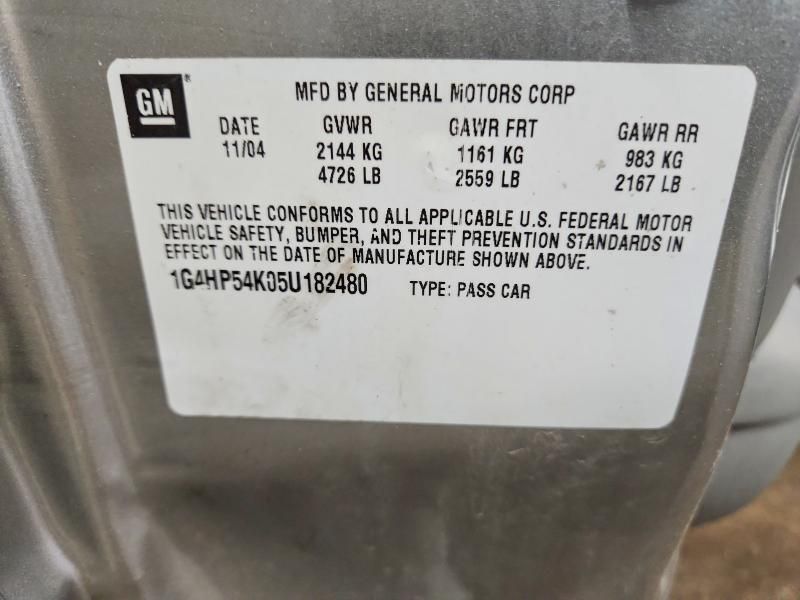 GM®
MFD BY GENERAL MOTORS CORP
DATE GVWR GAWR FRT GAWR RR
11/04 2144 KG 1161 KG 983 KG
4726 LB 2559 LB 2167 LB
THIS VEHICLE CONFORMS TO ALL APPLICABLE U.S. FEDERAL MOTOR
VEHICLE SAFETY, BUMPER, AND THEFT PREVENTION STANDARDS IN
EFFECT ON THE DATE OF MANUFACTURE SHOWN ABOVE.
1G4HP54K05U182480 TYPE: PASS CAR